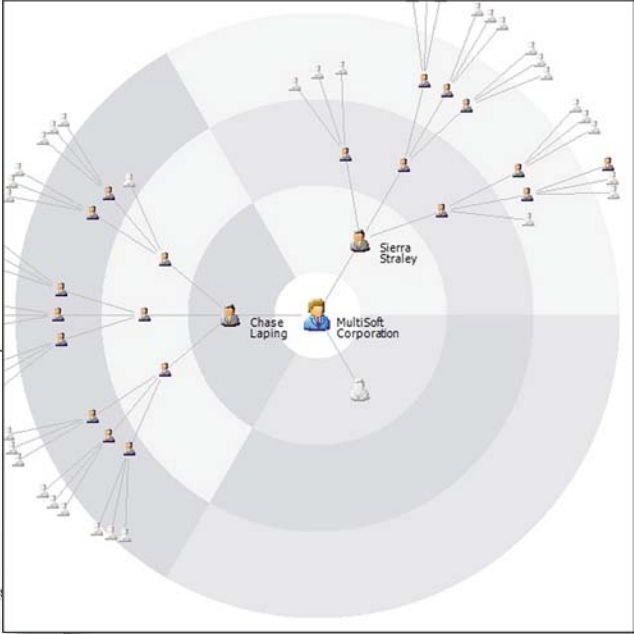 Sierra
Straley
Chase
Laping
MultiSoft
Corporation